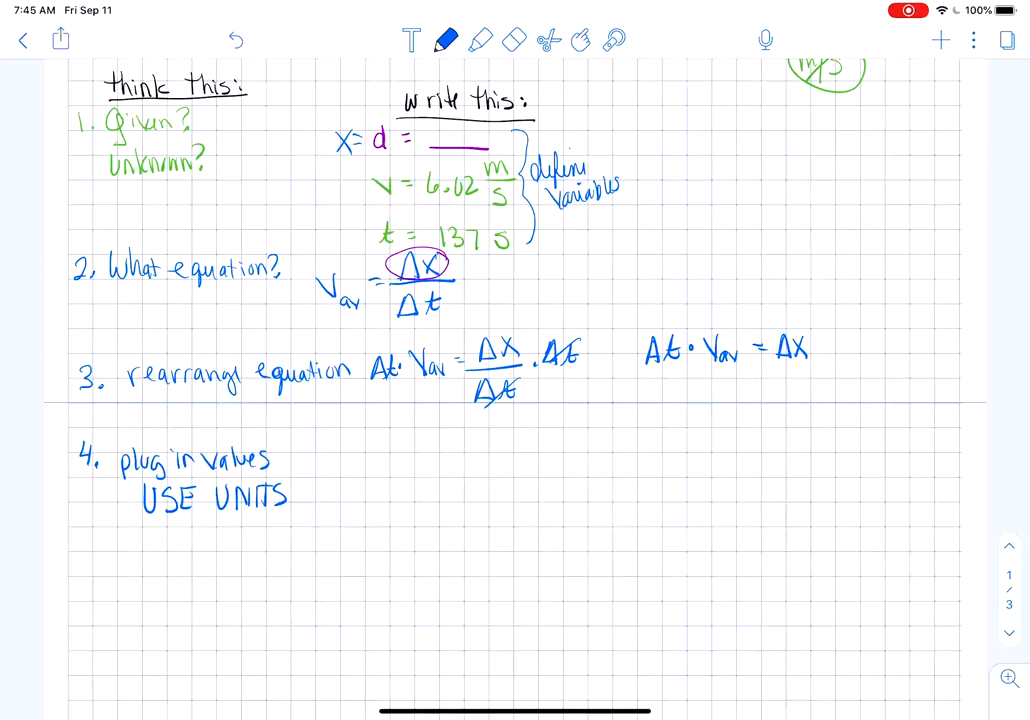 7:45 AM Fri Sep 11
100%
m/s
think this:
write this:
1. Given?
unknown?
x= d = ___
v = 6.02 m/s
t = 137 s
define variables
2. What equation?
Vav = Δx/Δt
3. rearrange equation Δt· Vav = Δx/Δt · Δt
Δt · Vav = Δx
4. plug in values
USE UNITS
1
/
3